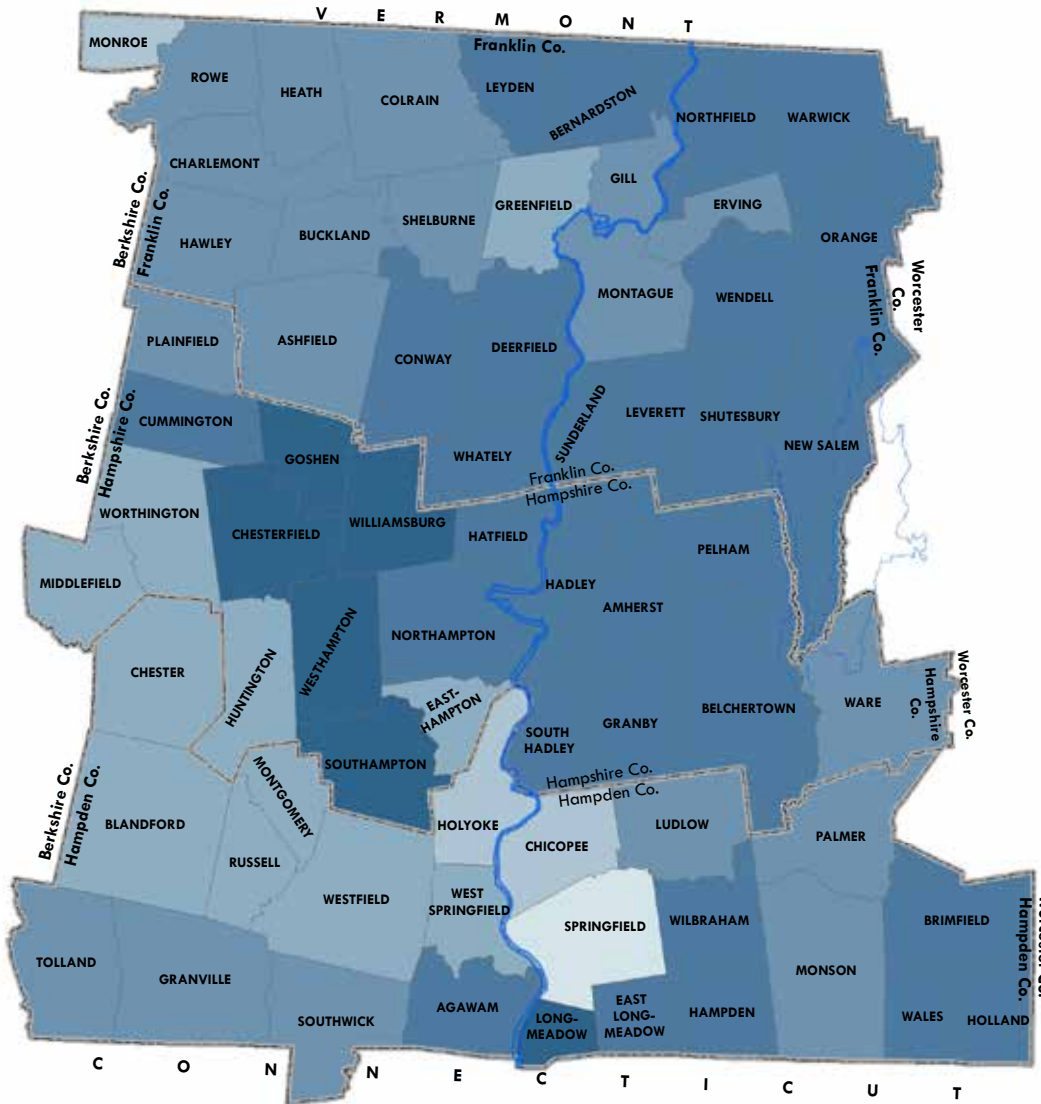 V E R M O N T
MONROE
Franklin Co.
ROWE
HEATH
COLRAIN
LEYDEN
BERNARDSTON
NORTHFIELD
WARWICK
CHARLEMONT
GILL
GREENFIELD
ERVING
SHELBURNE
BUCKLAND
HAWLEY
Berkshire Co.
Franklin Co.
ORANGE
Franklin Co.
Worcester
Co.
MONTAGUE
WENDELL
PLAINFIELD
ASHFIELD
CONWAY
DEERFIELD
SUNDERLAND
LEVERETT
SHUTESBURY
NEW SALEM
CUMMINGTON
Berkshire Co.
Hampshire Co.
GOSHEN
WHATELY
Franklin Co.
Hampshire Co.
WORTHINGTON
CHESTERFIELD
WILLIAMSBURG
HATFIELD
PELHAM
MIDDLEFIELD
HADLEY
AMHERST
NORTHAMPTON
WESTHAMPTON
CHESTER
HUNTINGTON
EAST-
HAMPTON
SOUTH
HADLEY
GRANBY
BELCHERTOWN
WARE
Hampshire
Co.
Worcester Co.
SOUTHAMPTON
Hampshire Co.
Hampden Co.
MONTGOMERY
Berkshire Co.
Hampden Co.
BLANDFORD
RUSSELL
HOLYOKE
CHICOPEE
LUDLOW
PALMER
WESTFIELD
WEST
SPRINGFIELD
SPRINGFIELD
WILBRAHAM
BRIMFIELD
Hampden Co.
TOLLAND
GRANVILLE
MONSON
SOUTHWICK
AGAWAM
LONG-
MEADOW
EAST
LONG-
MEADOW
HAMPDEN
WALES
HOLLAND
C O N N E C T I C U T